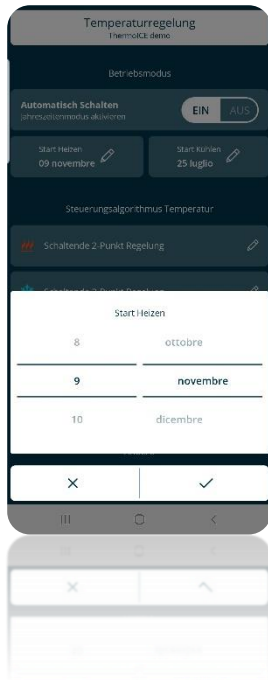 Temperaturregelung
ThermoICE demo
Betriebsmodus
Automatisch Schalten
Jahreszeitenmodus aktivieren
EIN AUS
Start Heizen
09 novembre
Start Kühlen
25 luglio
Steuerungsalgorithmus Temperatur
Schaltende 2-Punkt Regelung
Schaltende 2-Punkt Regelung
Start Heizen
8 ottobre
9 novembre
10 dicembre